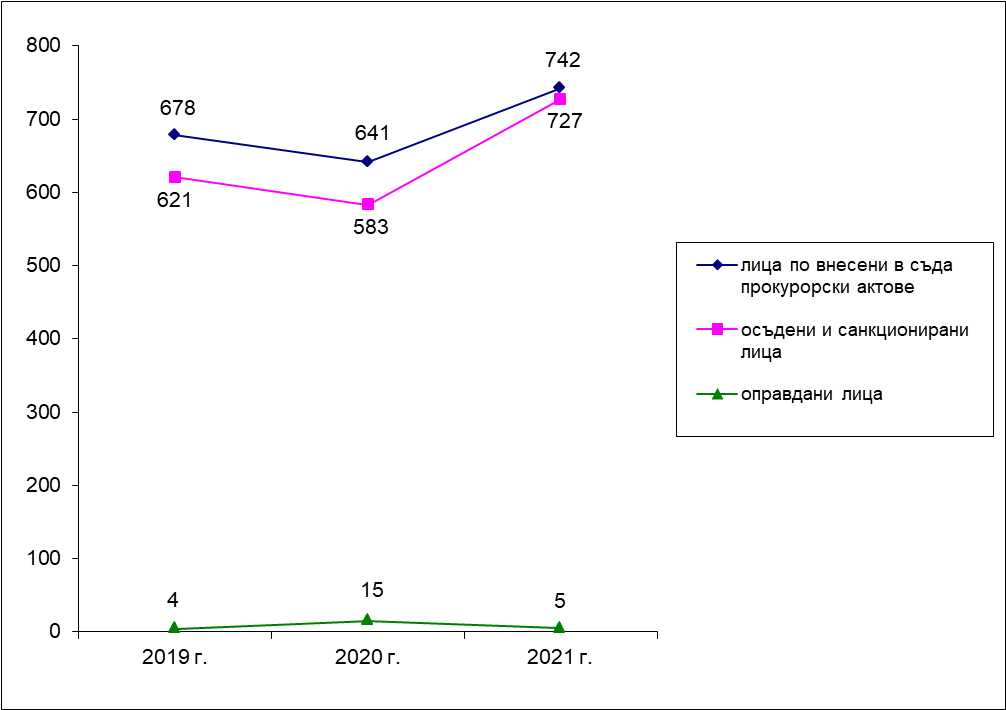 800
700
600
500
400
300
200
100
0
678
641
742
621
583
727
4
15
5
2019 г.
2020 г.
2021 г.
лица по внесени в съда
прокурорски актове
осъдени и санкционирани
лица
оправдани лица